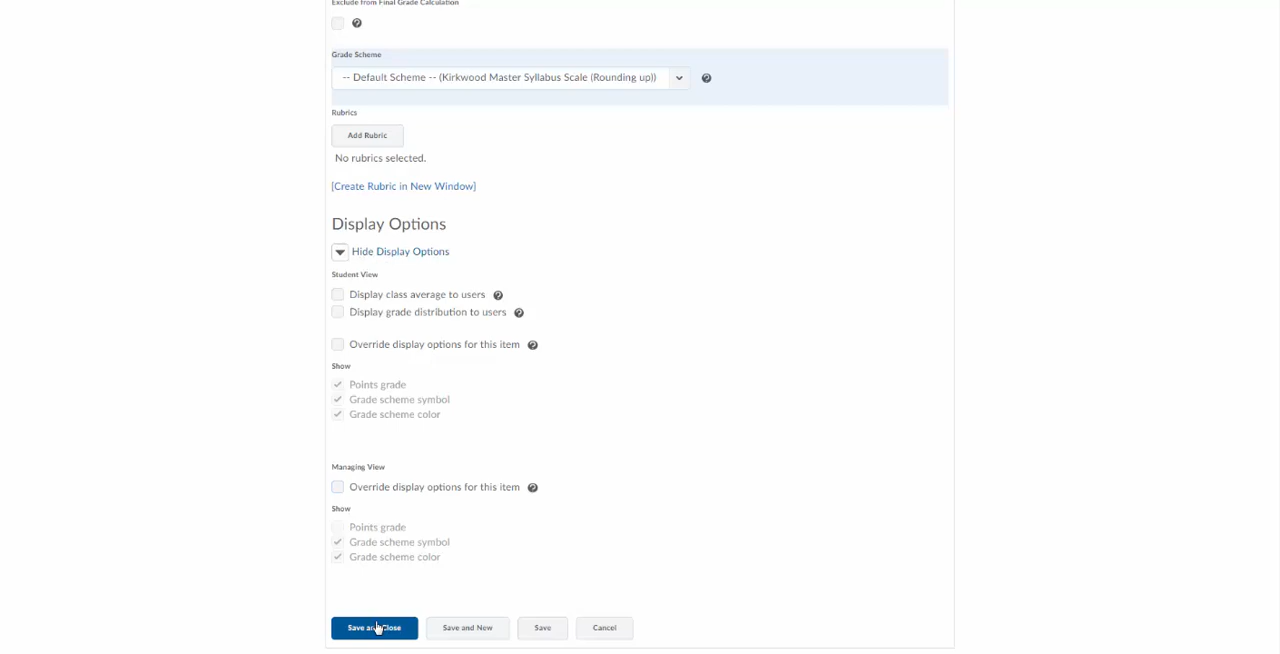 Exclude from Final Grade Calculation
Grade Scheme
-- Default Scheme -- (Kirkwood Master Syllabus Scale (Rounding up))
Rubrics
Add Rubric
No rubrics selected.
[Create Rubric in New Window]
Display Options
Hide Display Options
Student View
Display class average to users
Display grade distribution to users
Override display options for this item
Show
Points grade
Grade scheme symbol
Grade scheme color
Managing View
Override display options for this item
Show
Points grade
Grade scheme symbol
Grade scheme color
Save and Close Save and New Save Cancel